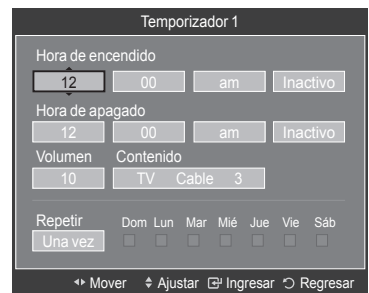 Temporizador 1
Hora de encendido
12 00 am Inactivo
Hora de apagado
12 00 am Inactivo
Volumen Contenido
10 TV Cable 3
Repetir Dom Lun Mar Mié Jue Vie Sáb
Una vez
Mover Ajustar Ingresar Regresar